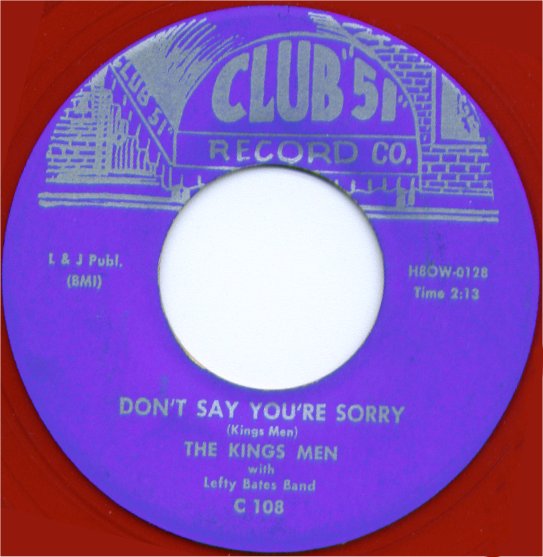 CLUB "51"
CLUB 51"
RECORD CO.
L & J Publ.
(BMI)
H8OW-0128
Time 2:13
DON'T SAY YOU'RE SORRY
(Kings Men)
THE KINGS MEN
with
Lefty Bates Band
C 108